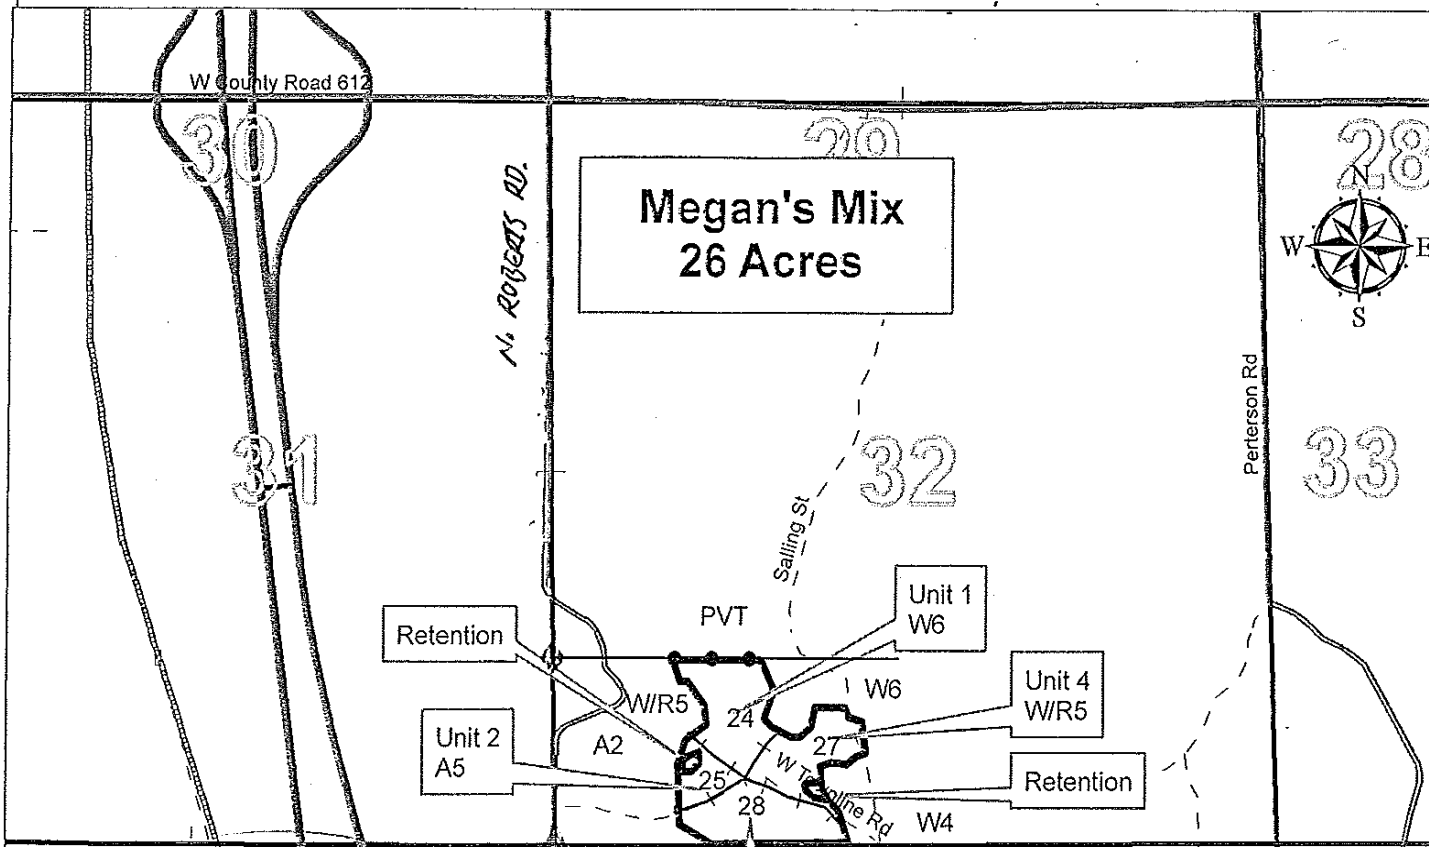 W County Road 612
30
29
28
N
W
E
S
Megan's Mix
26 Acres
N. ROBERTS RD.
31
32
33
Perterson Rd
Salling St
PVT
Unit 1
W6
Retention
W/R5
24
W6
Unit 4
W/R5
Unit 2
A5
A2
27
25
28
W Townline Rd
Retention
W4